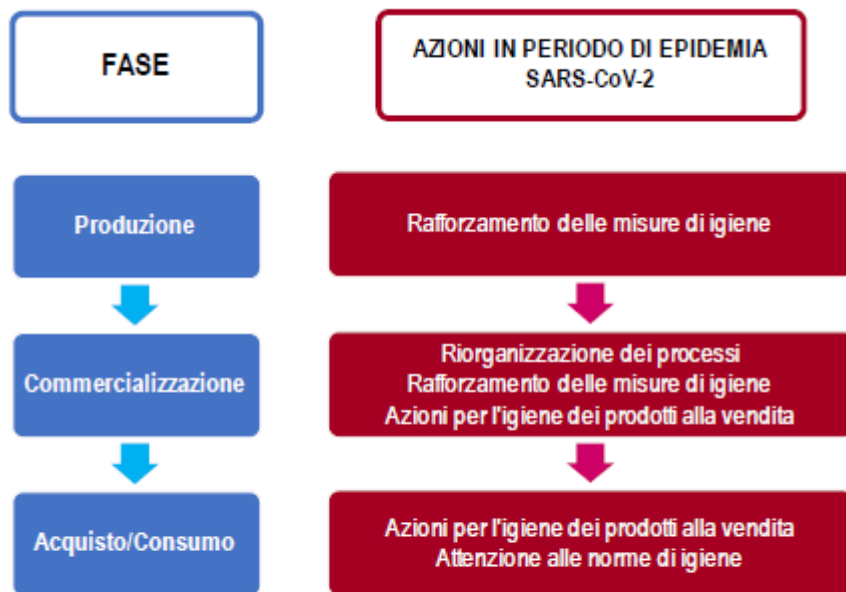 FASE
AZIONI IN PERIODO DI EPIDEMIA
SARS-CoV-2
Produzione
Rafforzamento delle misure di igiene
Commercializzazione
Riorganizzazione dei processi
Rafforzamento delle misure di igiene
Azioni per l'igiene dei prodotti alla vendita
Acquisto/Consumo
Azioni per l'igiene dei prodotti alla vendita
Attenzione alle norme di igiene